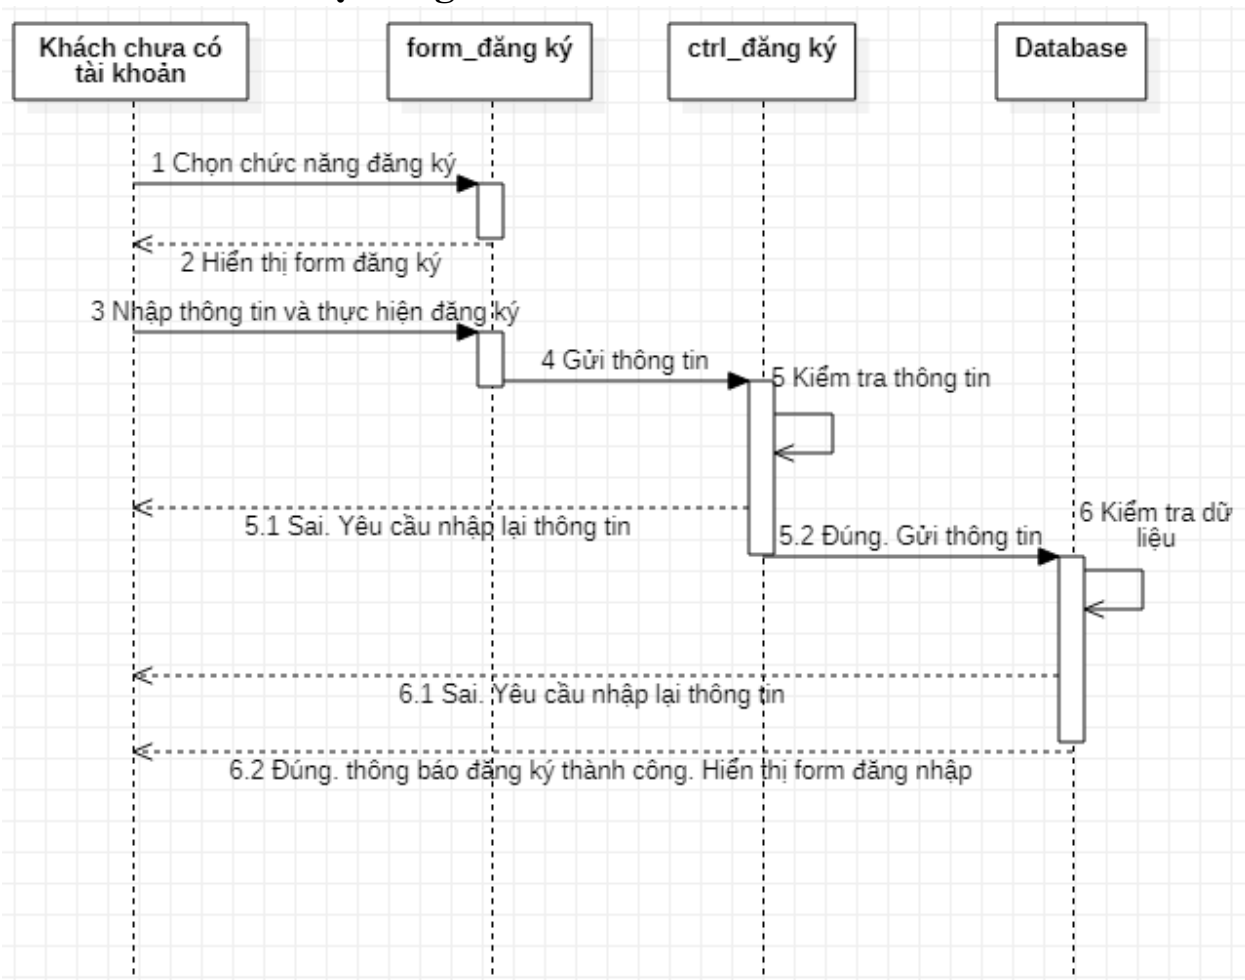 Khách chưa có
tài khoản
form_đăng ký
ctrl_đăng ký
Database
1 Chọn chức năng đăng ký
2 Hiển thị form đăng ký
3 Nhập thông tin và thực hiện đăng ký
4 Gửi thông tin
5 Kiểm tra thông tin
5.1 Sai. Yêu cầu nhập lại thông tin
5.2 Đúng. Gửi thông tin
6 Kiểm tra dữ
liệu
6.1 Sai. Yêu cầu nhập lại thông tin
6.2 Đúng. thông báo đăng ký thành công. Hiển thị form đăng nhập